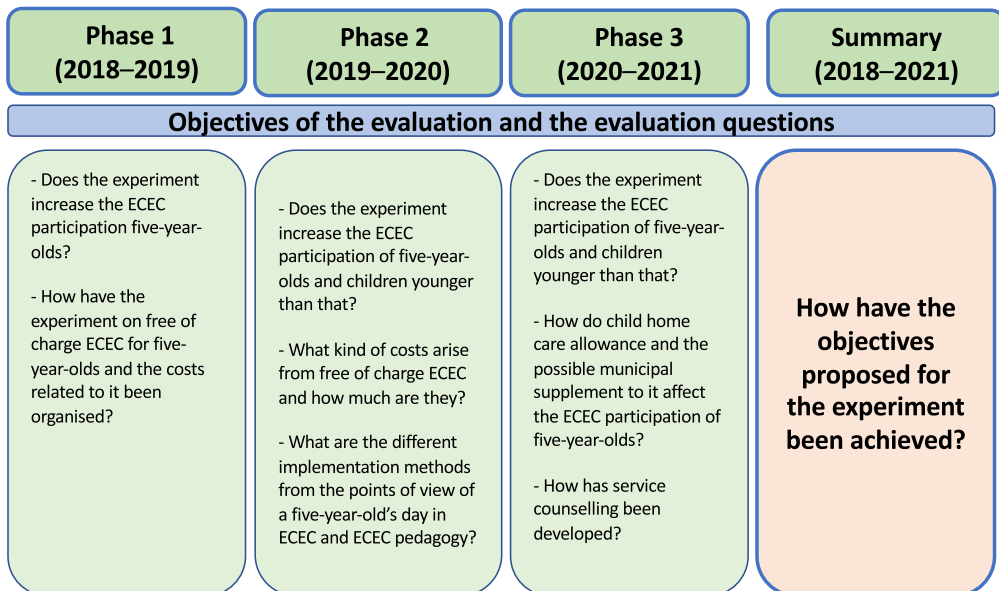 Phase 1
(2018–2019)
Phase 2
(2019–2020)
Phase 3
(2020–2021)
Summary
(2018–2021)
Objectives of the evaluation and the evaluation questions
- Does the experiment
increase the ECEC
participation five-year-
olds?
- How have the
experiment on free of
charge ECEC for five-
year-olds and the costs
related to it been
organised?
- Does the experiment
increase the ECEC
participation of five-year-
olds and children younger
than that?
- What kind of costs arise
from free of charge ECEC
and how much are they?
- What are the different
implementation methods
from the points of view of
a five-year-old’s day in
ECEC and ECEC pedagogy?
- Does the experiment
increase the ECEC
participation of five-year-
olds and children
younger than that?
- How do child home
care allowance and the
possible municipal
supplement to it affect
the ECEC participation of
five-year-olds?
- How has service
counselling been
developed?
How have the
objectives
proposed for
the experiment
been achieved?